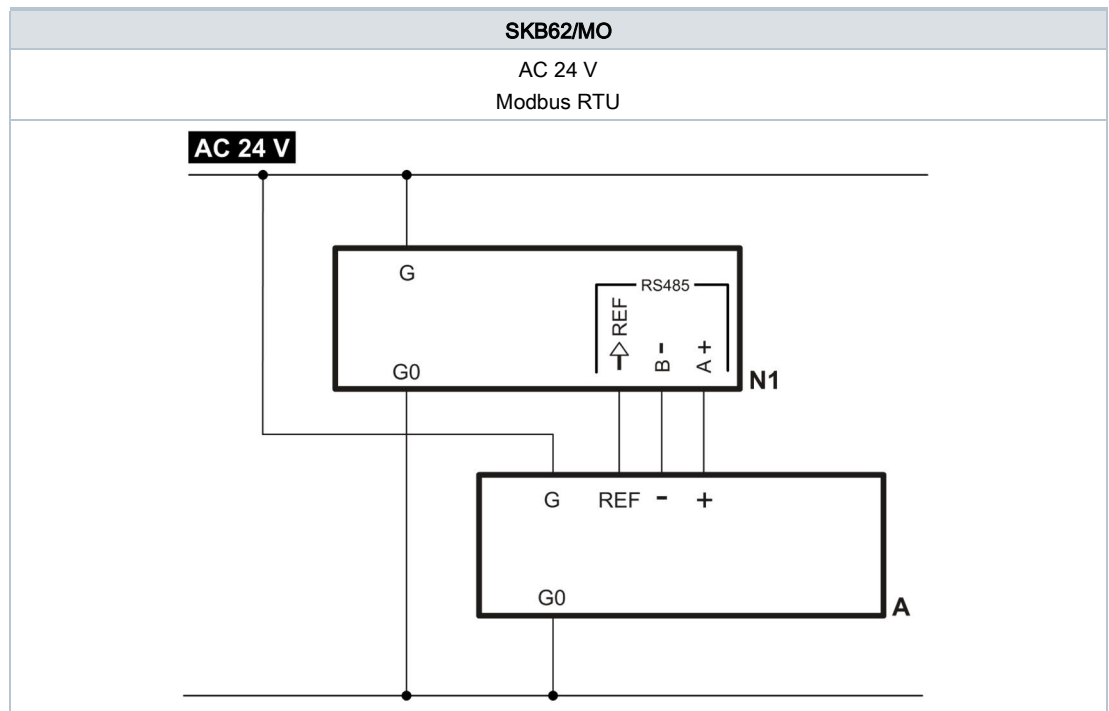 SKB62/MO
AC 24 V
Modbus RTU
AC 24 V
G
RS485
REF
B -
A +
G0
N1
G REF - +
G0
A